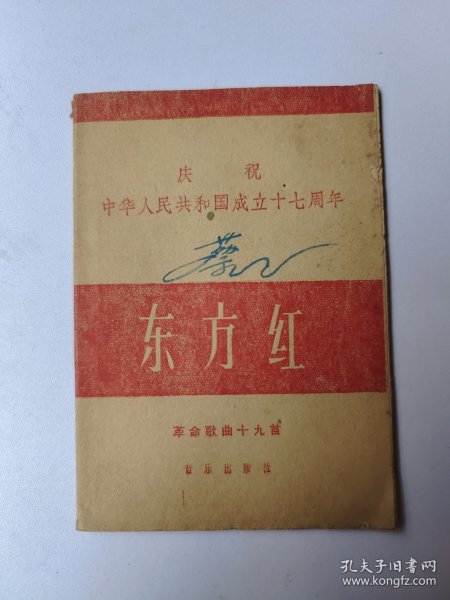 庆 祝
中华人民共和国成立十七周年
东方红
革命歌曲十九首
音乐出版社
孔夫子旧书网
www.kongfz.com